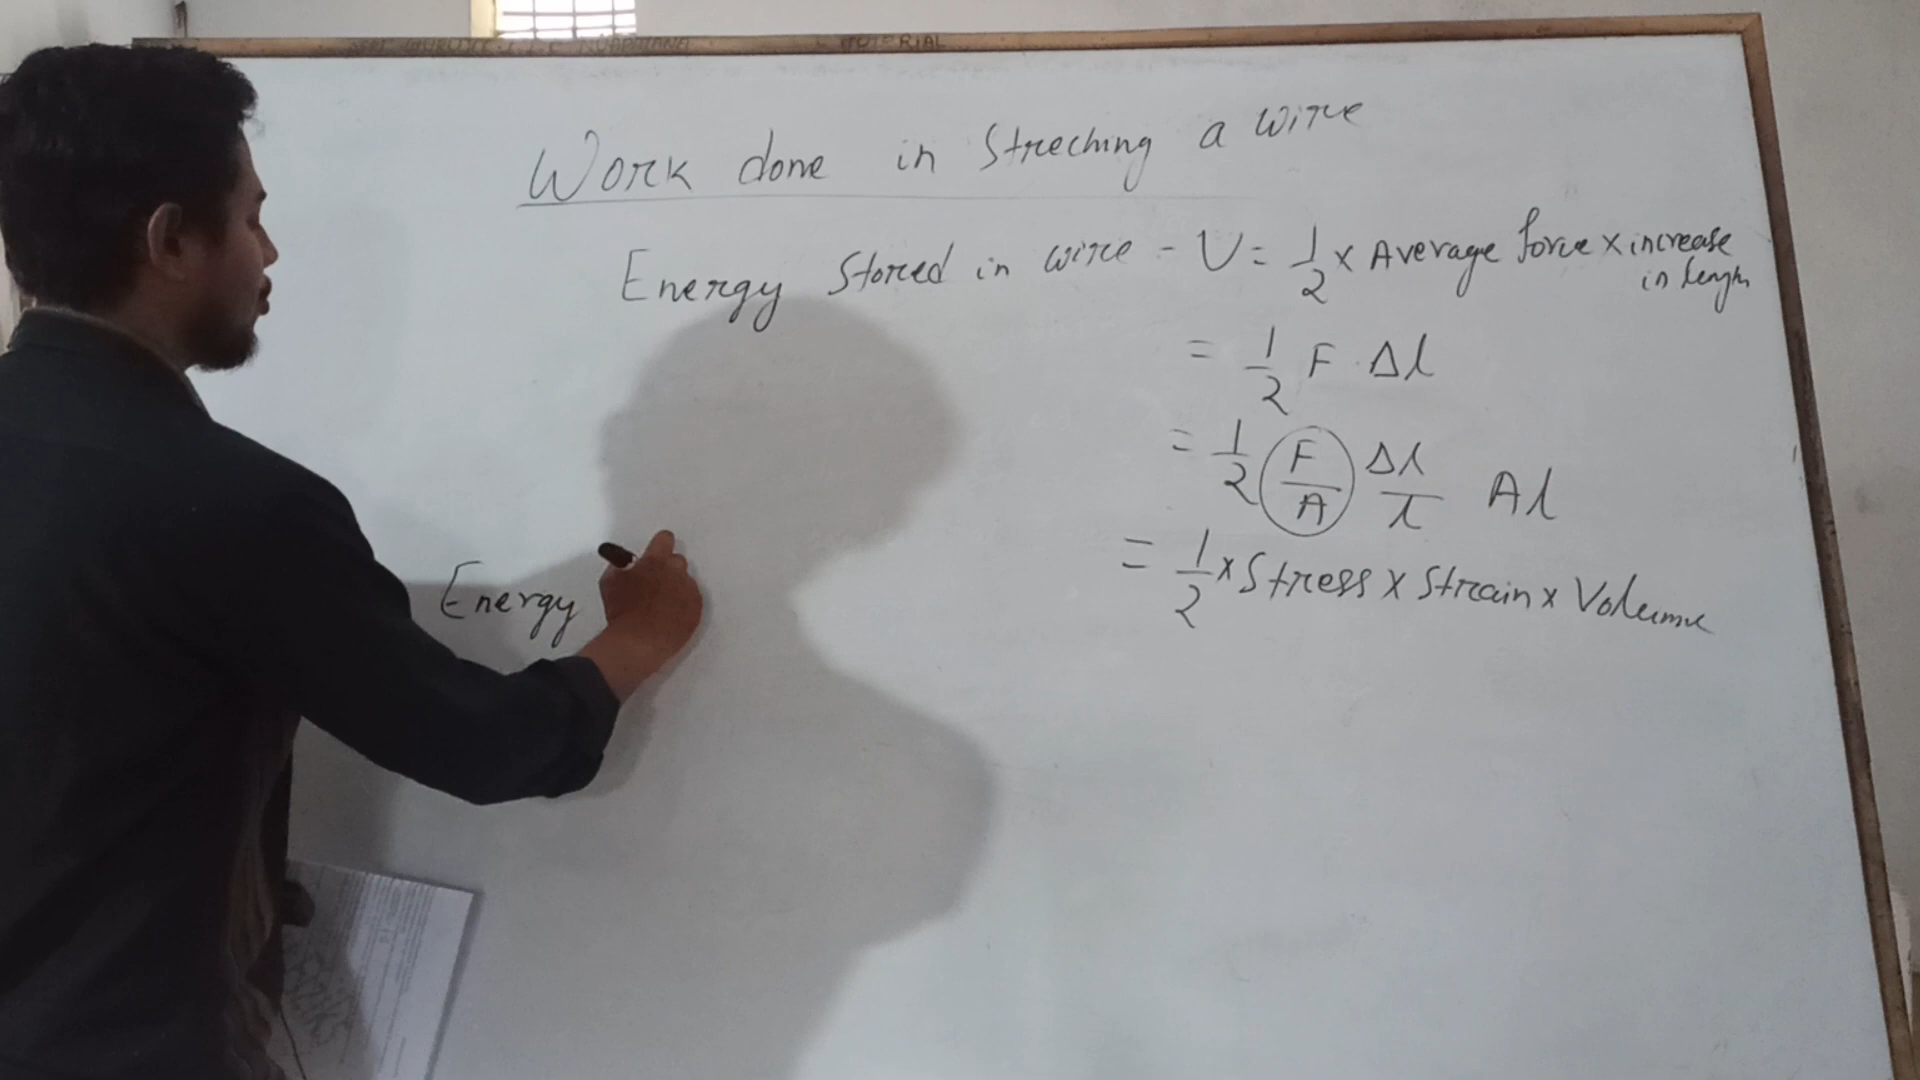 TUTORIAL
Work done in Streching a wire
Energy Stored in wire - U = 1/2 × Average force × increase
in length
= 1/2 F . Δl
= 1/2 F/A Δl/l Al
= 1/2 × Stress × Strain × Volume
Energy